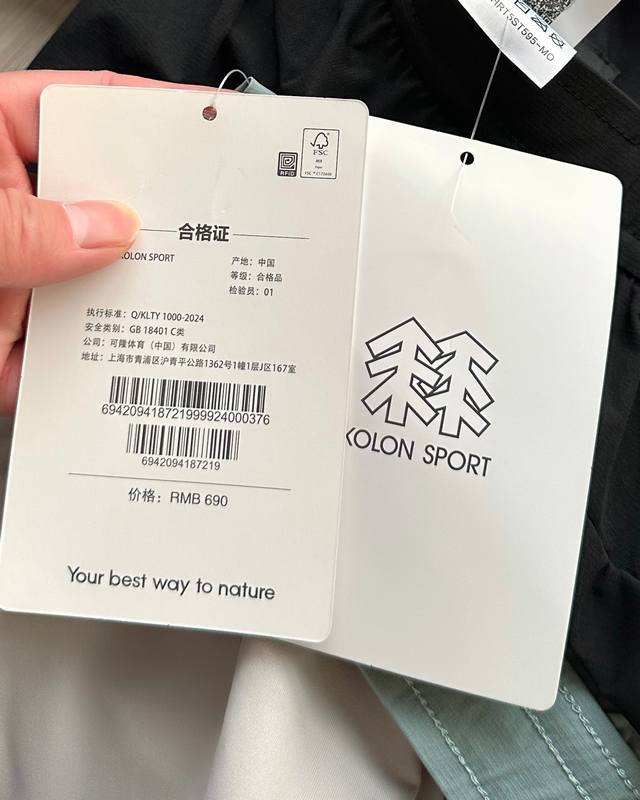 HRT5ST595-MO
FSC
RFID
合格证
KOLON SPORT
产地：中国
等级：合格品
检验员：01
执行标准：Q/KLTY 1000-2024
安全类别：GB 18401 C类
公司：可隆体育（中国）有限公司
地址：上海市青浦区沪青平公路1362号1幢1层J区167室
694209418721999924000376
6942094187219
价格：RMB 690
Your best way to nature
KOLON SPORT